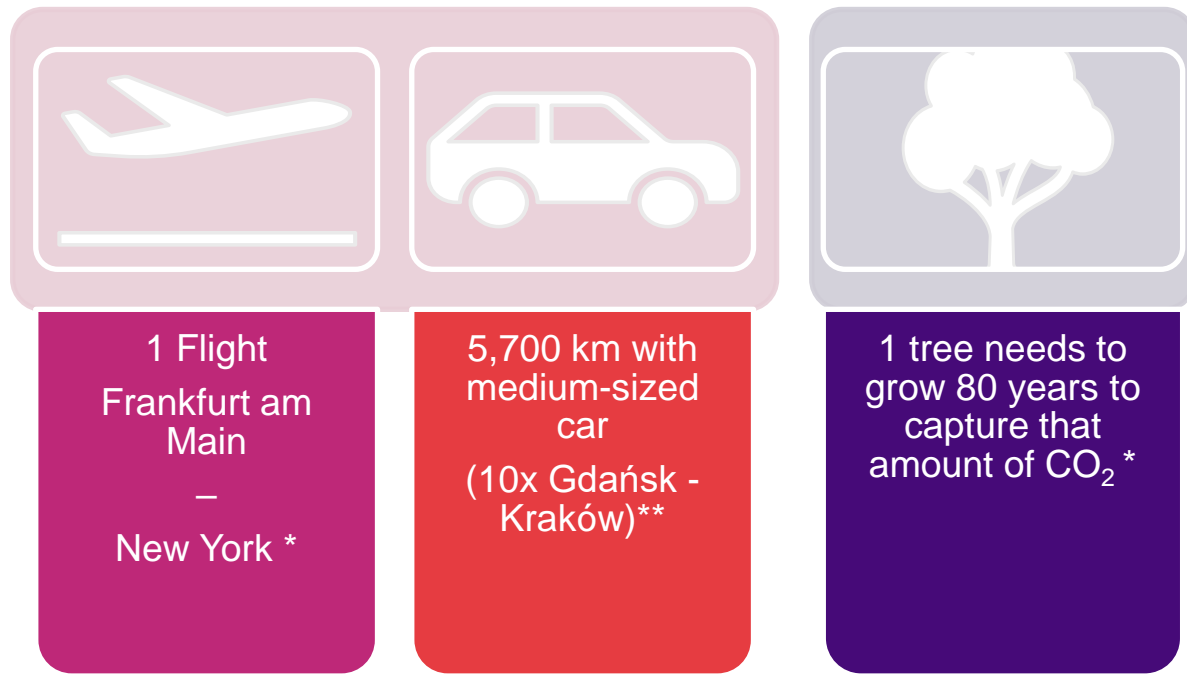 1 Flight
Frankfurt am
Main
–
New York *
5,700 km with
medium-sized
car
(10x Gdańsk -
Kraków)**
1 tree needs to
grow 80 years to
capture that
amount of CO₂ *